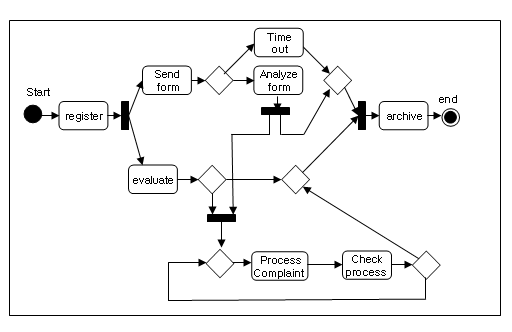 Time
out
Send
form
Analyze
form
Start
end
register
archive
evaluate
Process
Complaint
Check
process